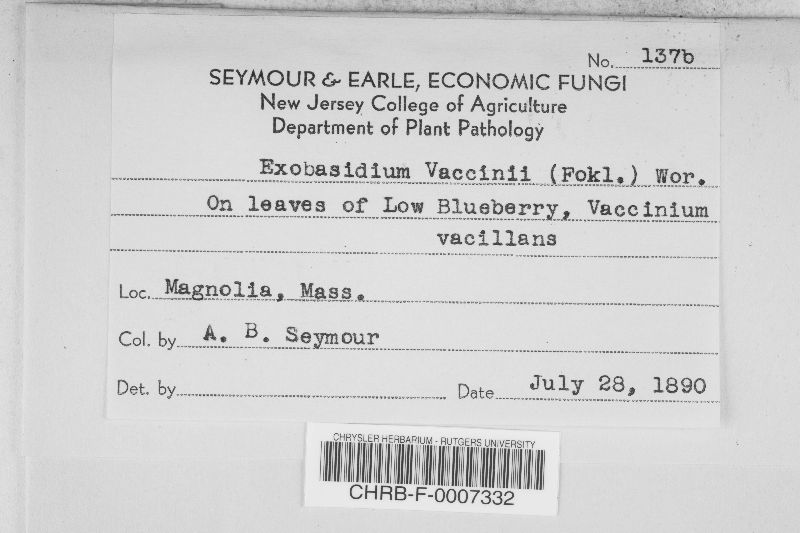 No. 137b
SEYMOUR & EARLE, ECONOMIC FUNGI
New Jersey College of Agriculture
Department of Plant Pathology
Exobasidium Vaccinii (Fckl.) Wor.
On leaves of Low Blueberry, Vaccinium
vacillans
Loc. Magnolia, Mass.
Col. by A. B. Seymour
Det. by
Date July 28, 1890
CHRYSLER HERBARIUM - RUTGERS UNIVERSITY
CHRB-F-0007332